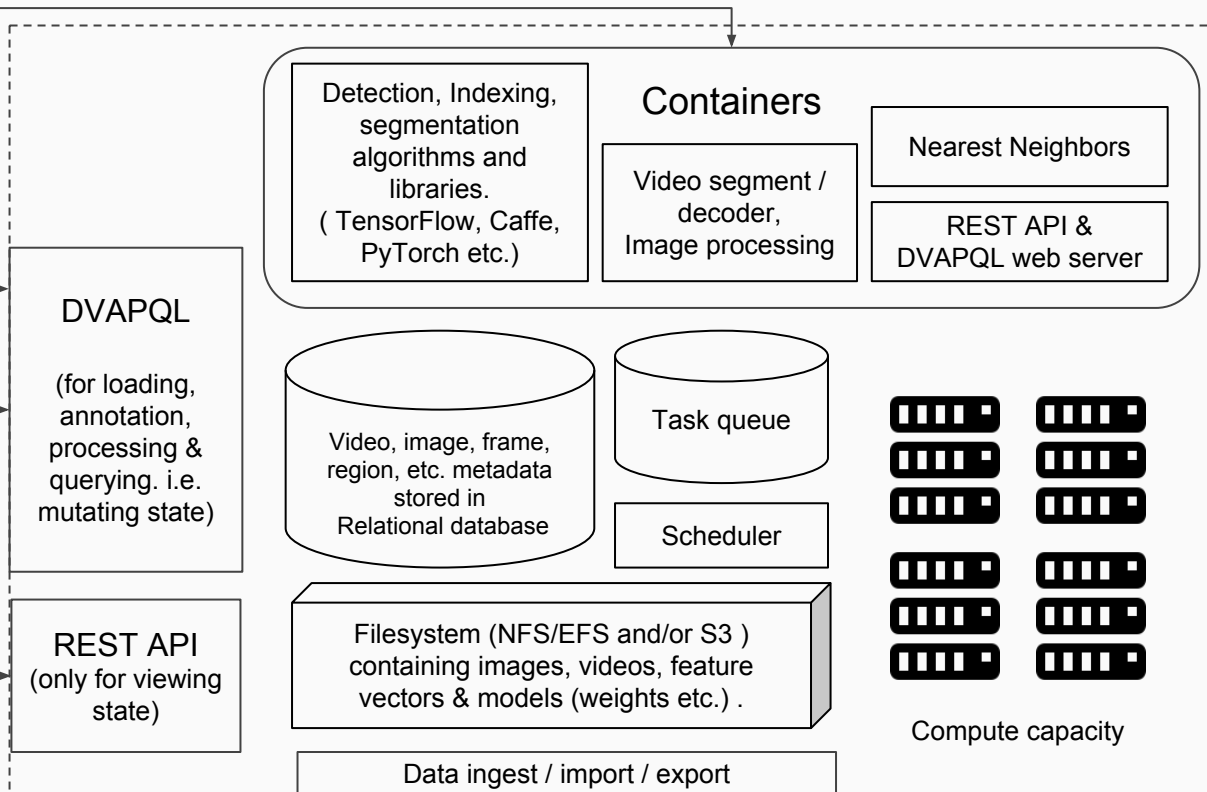 Containers
Detection, Indexing,
segmentation
algorithms and
libraries.
( TensorFlow, Caffe,
PyTorch etc.)
Video segment /
decoder,
Image processing
Nearest Neighbors
REST API &
DVAPQL web server
DVAPQL
(for loading,
annotation,
processing &
querying. i.e.
mutating state)
Video, image, frame,
region, etc. metadata
stored in
Relational database
Task queue
Scheduler
REST API
(only for viewing
state)
Filesystem (NFS/EFS and/or S3 )
containing images, videos, feature
vectors & models (weights etc.) .
Compute capacity
Data ingest / import / export